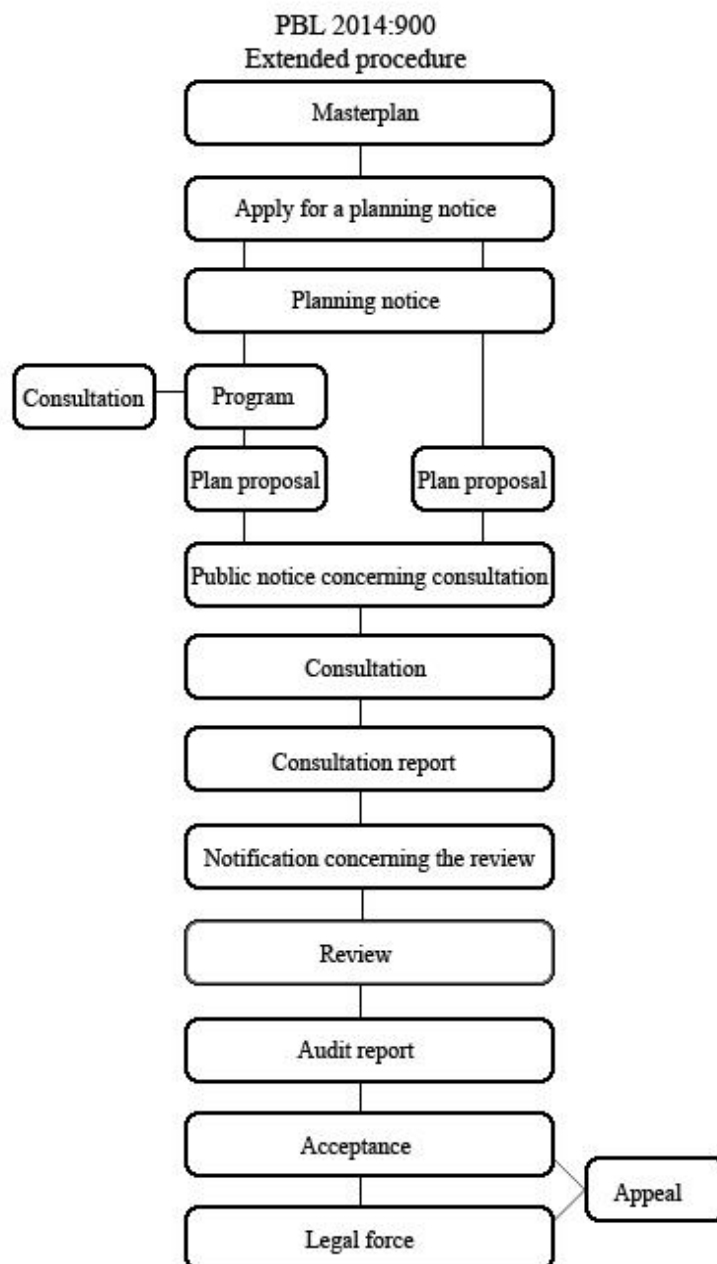 PBL 2014:900
Extended procedure
Masterplan
Apply for a planning notice
Planning notice
Consultation
Program
Plan proposal
Plan proposal
Public notice concerning consultation
Consultation
Consultation report
Notification concerning the review
Review
Audit report
Acceptance
Appeal
Legal force